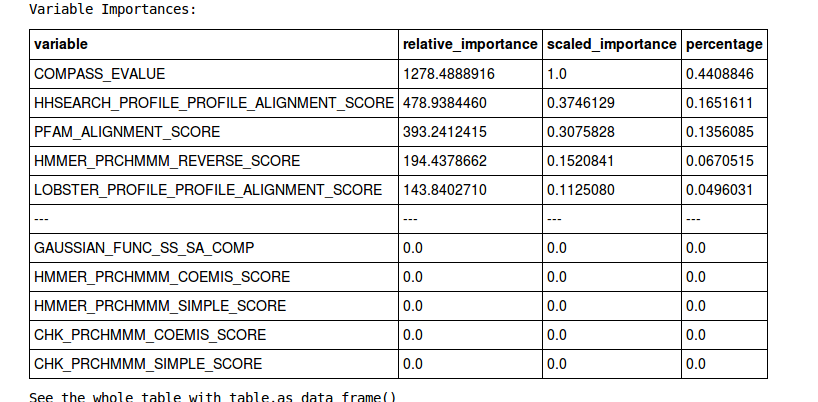 Variable Importances:
variable relative_importance scaled_importance percentage
COMPASS_EVALUE 1278.4888916 1.0 0.4408846
HHSEARCH_PROFILE_PROFILE_ALIGNMENT_SCORE 478.9384460 0.3746129 0.1651611
PFAM_ALIGNMENT_SCORE 393.2412415 0.3075828 0.1356085
HMMER_PRCHMMM_REVERSE_SCORE 194.4378662 0.1520841 0.0670515
LOBSTER_PROFILE_PROFILE_ALIGNMENT_SCORE 143.8402710 0.1125080 0.0496031
--- --- --- ---
GAUSSIAN_FUNC_SS_SA_COMP 0.0 0.0 0.0
HMMER_PRCHMMM_COEMIS_SCORE 0.0 0.0 0.0
HMMER_PRCHMMM_SIMPLE_SCORE 0.0 0.0 0.0
CHK_PRCHMMM_COEMIS_SCORE 0.0 0.0 0.0
CHK_PRCHMMM_SIMPLE_SCORE 0.0 0.0 0.0
See the whole table with table.as_data_frame()